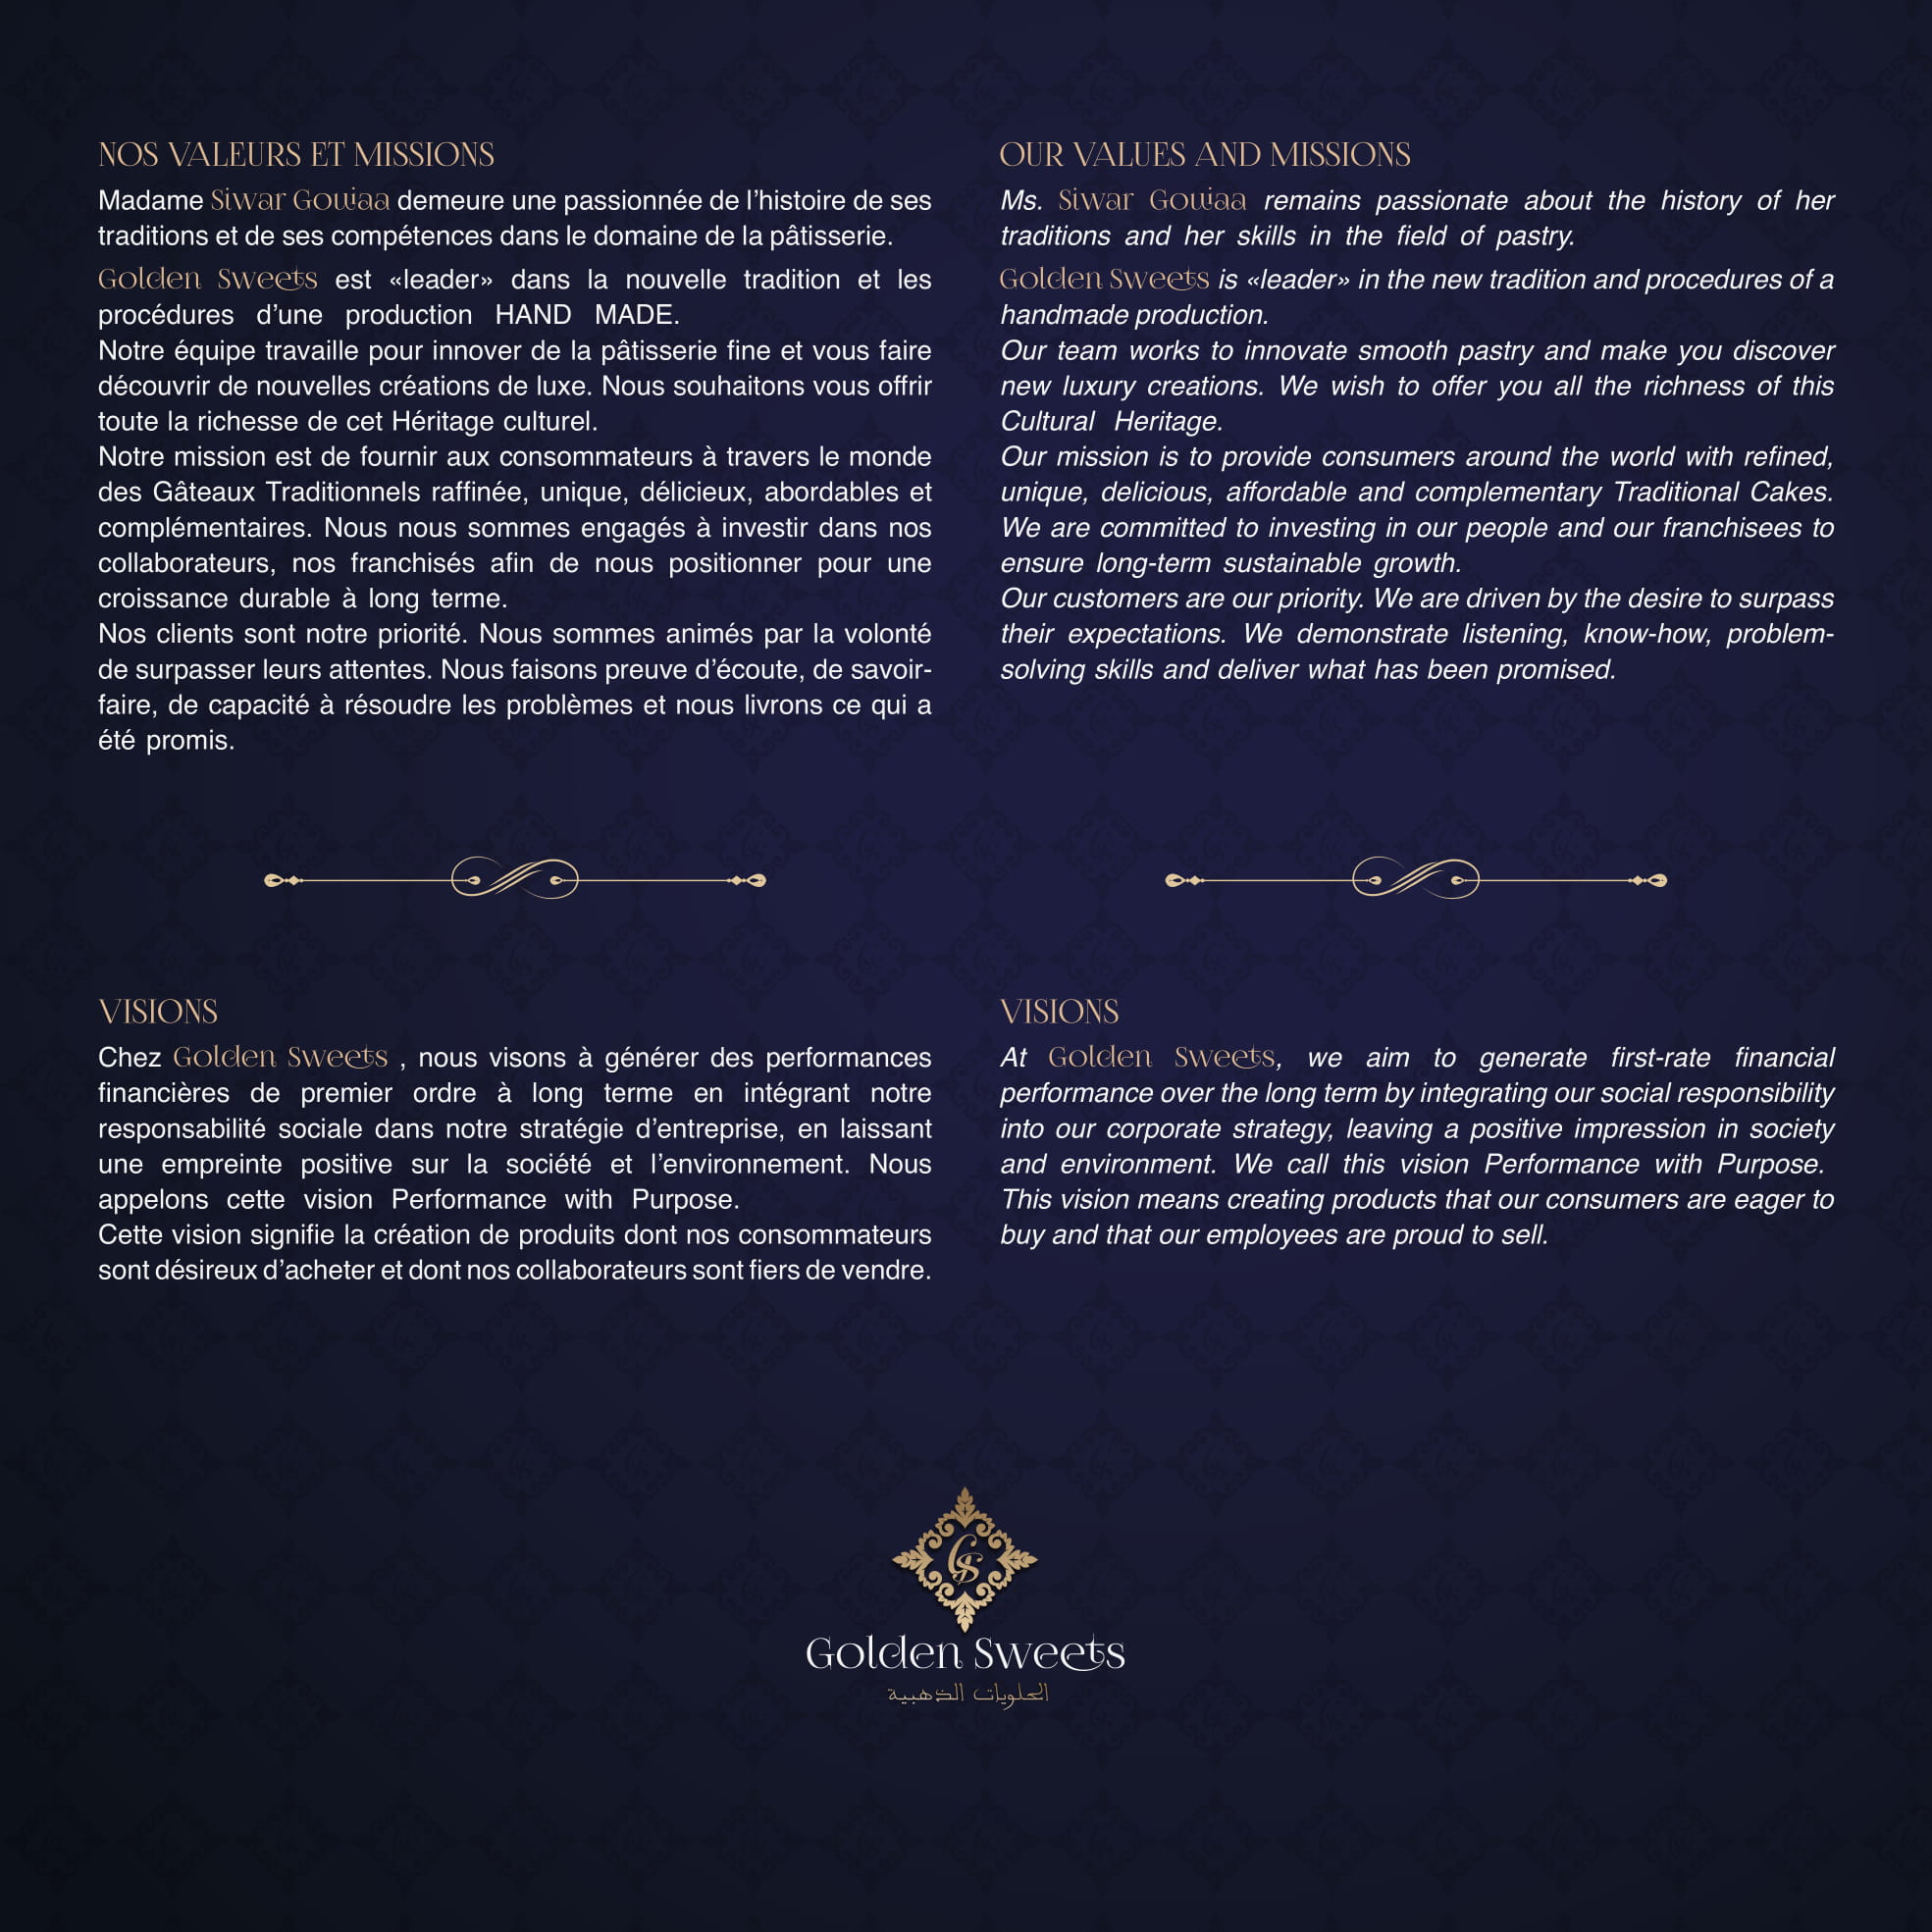 NOS VALEURS ET MISSIONS
Madame Siwar Gouiaa demeure une passionnée de l'histoire de ses
traditions et de ses compétences dans le domaine de la pâtisserie.
Golden Sweets est «leader» dans la nouvelle tradition et les
procédures d'une production HAND MADE.
Notre équipe travaille pour innover de la pâtisserie fine et vous faire
découvrir de nouvelles créations de luxe. Nous souhaitons vous offrir
toute la richesse de cet Héritage culturel.
Notre mission est de fournir aux consommateurs à travers le monde
des Gâteaux Traditionnels raffinée, unique, délicieux, abordables et
complémentaires. Nous nous sommes engagés à investir dans nos
collaborateurs, nos franchisés afin de nous positionner pour une
croissance durable à long terme.
Nos clients sont notre priorité. Nous sommes animés par la volonté
de surpasser leurs attentes. Nous faisons preuve d'écoute, de savoir-
faire, de capacité à résoudre les problèmes et nous livrons ce qui a
été promis.
OUR VALUES AND MISSIONS
Ms. Siwar Gouiaa remains passionate about the history of her
traditions and her skills in the field of pastry.
Golden Sweets is «leader» in the new tradition and procedures of a
handmade production.
Our team works to innovate smooth pastry and make you discover
new luxury creations. We wish to offer you all the richness of this
Cultural Heritage.
Our mission is to provide consumers around the world with refined,
unique, delicious, affordable and complementary Traditional Cakes.
We are committed to investing in our people and our franchisees to
ensure long-term sustainable growth.
Our customers are our priority. We are driven by the desire to surpass
their expectations. We demonstrate listening, know-how, problem-
solving skills and deliver what has been promised.
VISIONS
Chez Golden Sweets , nous visons à générer des performances
financières de premier ordre à long terme en intégrant notre
responsabilité sociale dans notre stratégie d'entreprise, en laissant
une empreinte positive sur la société et l'environnement. Nous
appelons cette vision Performance with Purpose.
Cette vision signifie la création de produits dont nos consommateurs
sont désireux d'acheter et dont nos collaborateurs sont fiers de vendre.
VISIONS
At Golden Sweets, we aim to generate first-rate financial
performance over the long term by integrating our social responsibility
into our corporate strategy, leaving a positive impression in society
and environment. We call this vision Performance with Purpose.
This vision means creating products that our consumers are eager to
buy and that our employees are proud to sell.
GS
Golden Sweets
الحلويات الذهبية